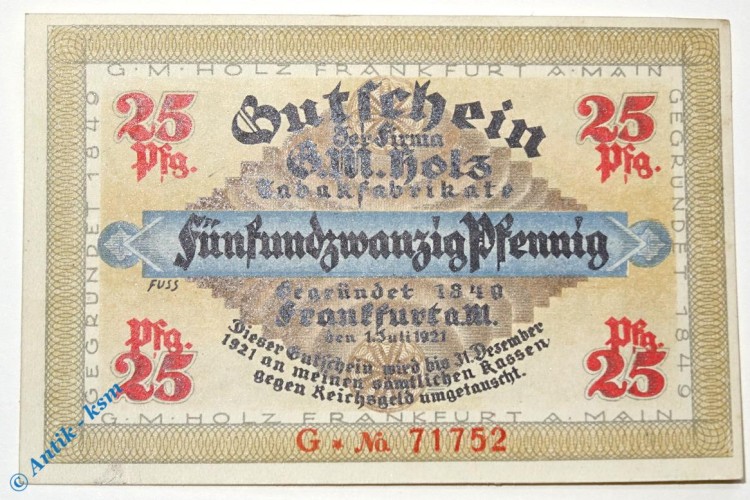 G·M·HOLZ FRANKFURT A·MAIN
GEGRÜNDET 1849
GEGRÜNDET 1849
25 Pfg.
25 Pfg.
Gutschein
der Firma
G.M. Holz
Tabakfabrikate
Fünfundzwanzig Pfennig
FUSS
Gegründet 1849
Frankfurt a.M.
den 1. Juli 1921
Dieser Gutschein wird bis 31. Dezember
1921 an meinen sämtlichen Kassen
gegen Reichsgeld umgetauscht.
Pfg. 25
Pfg. 25
G·M·HOLZ FRANKFURT A·MAIN
G * № 71752
© Antik - ksm